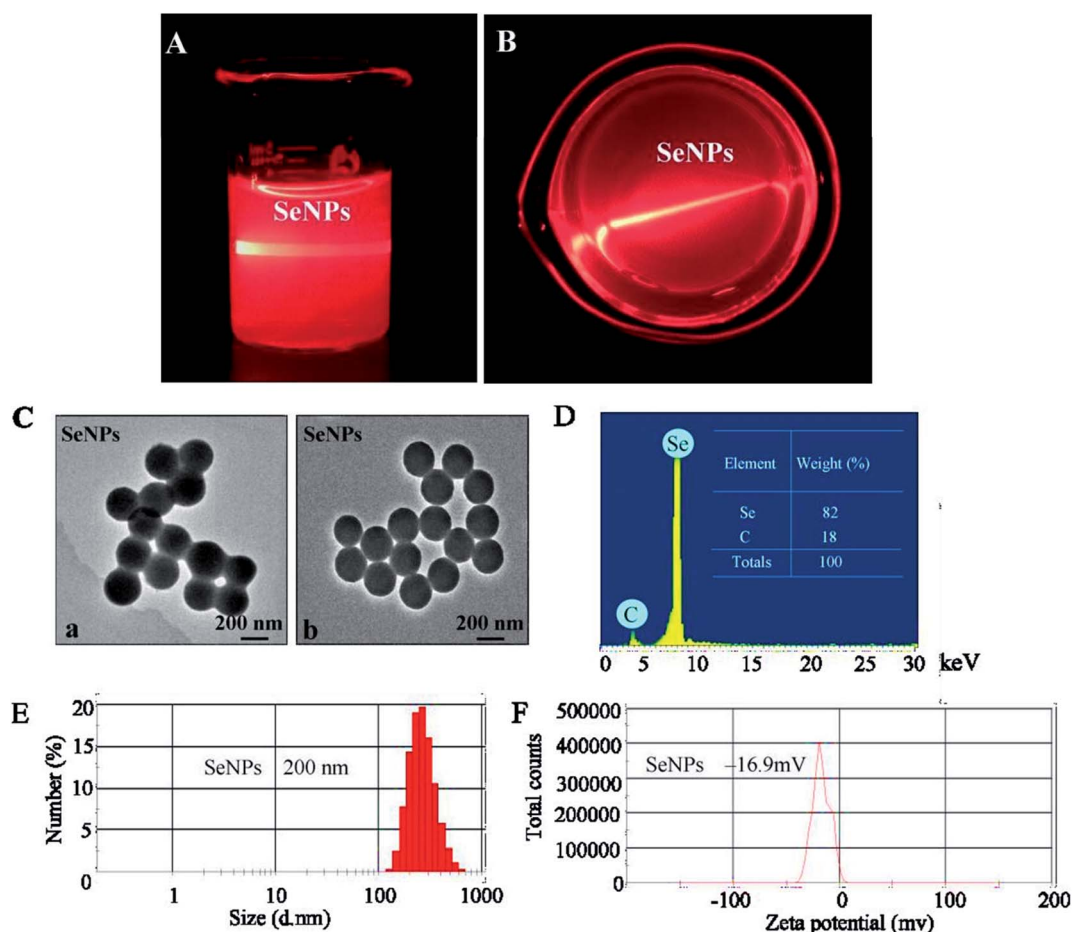 A
SeNPs
B
SeNPs
C
SeNPs
200 nm
a
SeNPs
200 nm
b
D
Se
C
Element Weight (%)
Se 82
C 18
Totals 100
0 5 10 15 20 25 30 keV
E
Number (%)
20
15
10
5
0
SeNPs 200 nm
1 10 100 1000
Size (d.nm)
F
Total counts
500000
400000
300000
200000
100000
0
SeNPs –16.9mV
-100 0 100 200
Zeta potential (mv)